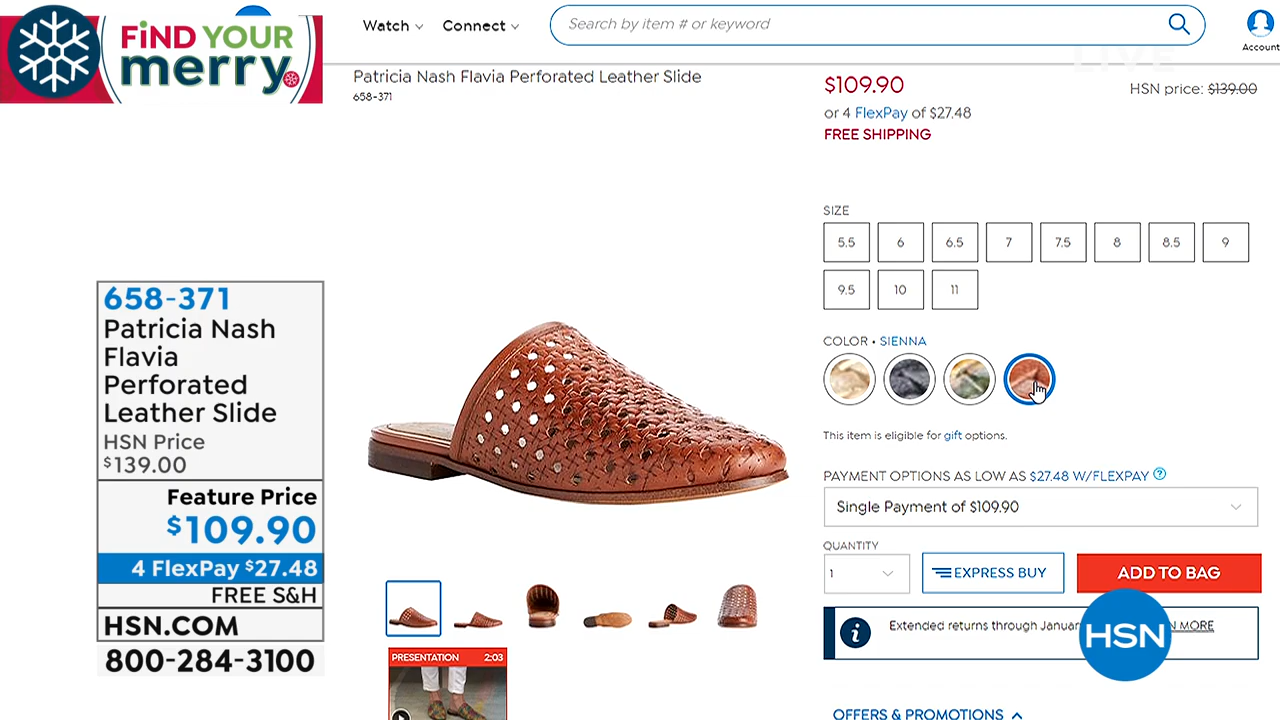 FiND YOUR
merry.
Watch
Connect
Search by item # or keyword
Account
LIVE
Patricia Nash Flavia Perforated Leather Slide
658-371
$109.90
HSN price: $139.00
or 4 FlexPay of $27.48
FREE SHIPPING
SIZE
5.5 6 6.5 7 7.5 8 8.5 9
9.5 10 11
COLOR • SIENNA
This item is eligible for gift options.
PAYMENT OPTIONS AS LOW AS $27.48 W/FLEXPAY ?
Single Payment of $109.90
QUANTITY
1
EXPRESS BUY
ADD TO BAG
i
Extended returns through
MORE
HSN
OFFERS & PROMOTIONS
658-371
Patricia Nash
Flavia
Perforated
Leather Slide
HSN Price
$139.00
Feature Price
$109.90
4 FlexPay $27.48
FREE S&H
HSN.COM
800-284-3100
PRESENTATION 2:03